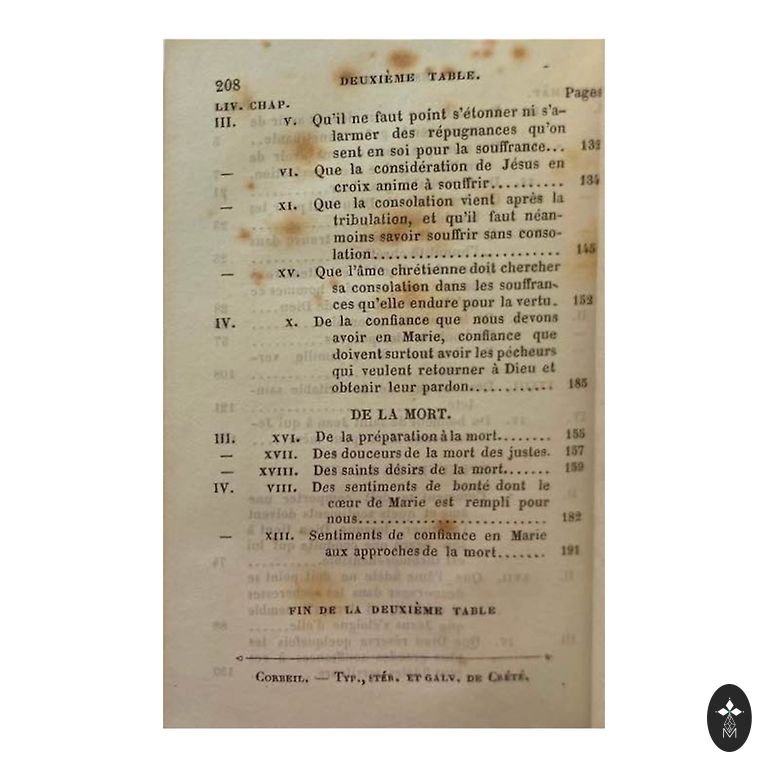 208 DEUXIÈME TABLE.
LIV. CHAP. Pages
III. V. Qu'il ne faut point s'étonner ni s'a-
larmer des répugnances qu'on
sent en soi pour la souffrance... 132
— VI. Que la considération de Jésus en
croix anime à souffrir.......... 134
— XI. Que la consolation vient après la
tribulation, et qu'il faut néan-
moins savoir souffrir sans conso-
lation........................ 145
— XV. Que l'âme chrétienne doit chercher
sa consolation dans les souffran-
ces qu'elle endure pour la vertu. 152
IV. X. De la confiance que nous devons
avoir en Marie, confiance que
doivent surtout avoir les pécheurs
qui veulent retourner à Dieu et
obtenir leur pardon............ 185
DE LA MORT.
III. XVI. De la préparation à la mort........ 155
— XVII. Des douceurs de la mort des justes. 157
— XVIII. Des saints désirs de la mort....... 159
IV. VIII. Des sentiments de bonté dont le
cœur de Marie est rempli pour
nous........................... 182
— XIII. Sentiments de confiance en Marie
aux approches de la mort....... 191
FIN DE LA DEUXIÈME TABLE
CORBEIL. — TYP., STÉR. ET GALV. DE CRÉTÉ.
M